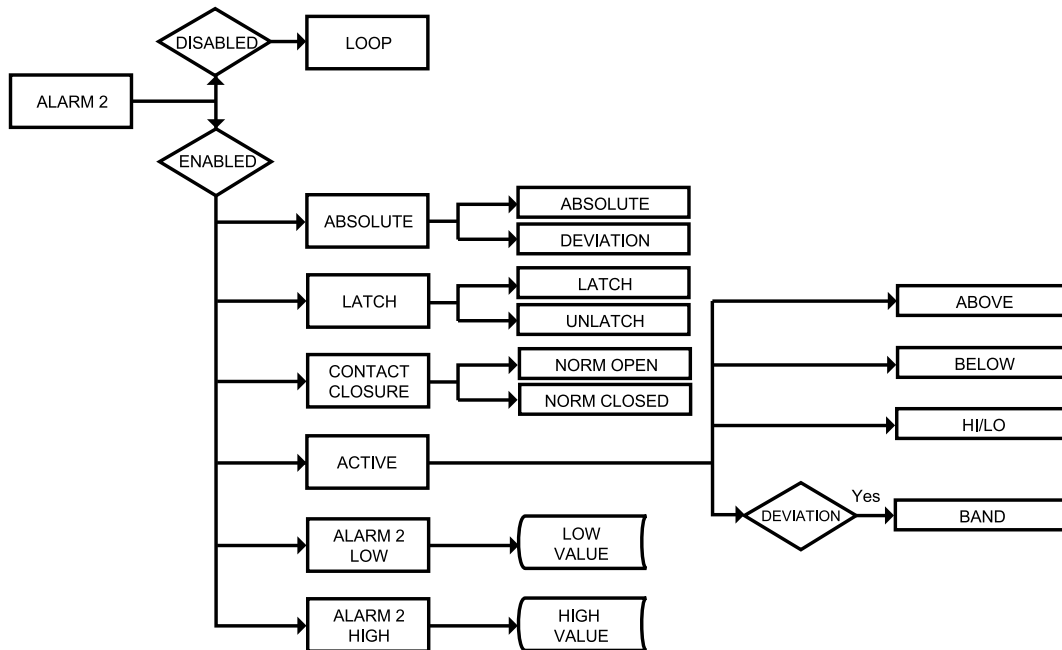 DISABLED
LOOP
ALARM 2
ENABLED
ABSOLUTE
ABSOLUTE
DEVIATION
LATCH
LATCH
UNLATCH
CONTACT
CLOSURE
NORM OPEN
NORM CLOSED
ACTIVE
ABOVE
BELOW
HI/LO
DEVIATION
Yes
BAND
ALARM 2
LOW
LOW
VALUE
ALARM 2
HIGH
HIGH
VALUE